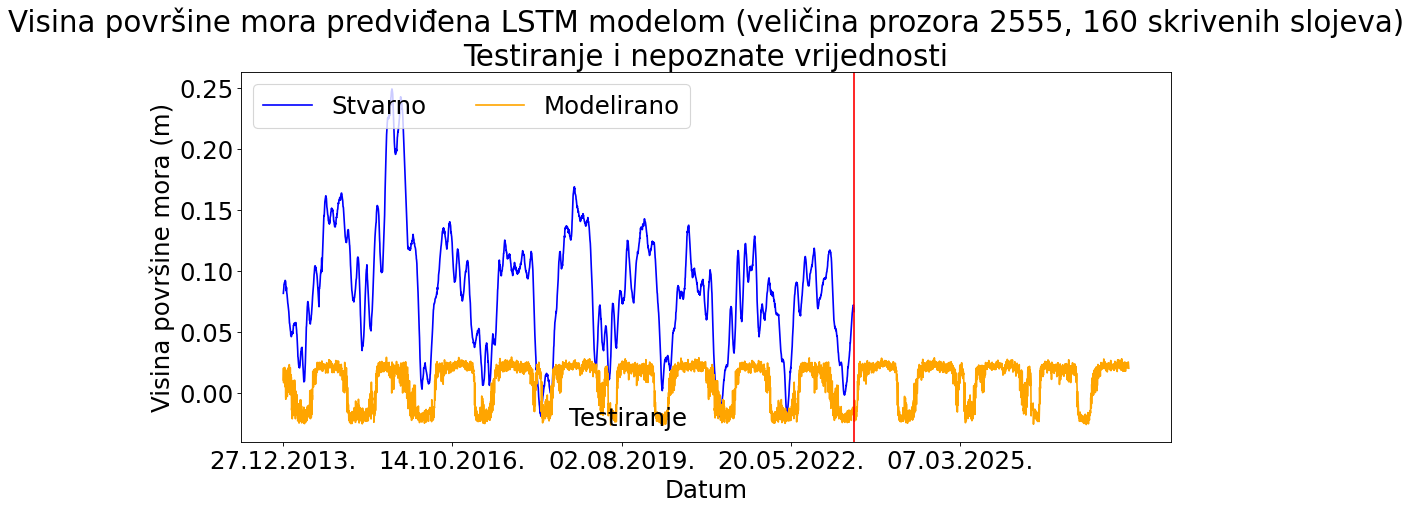 Visina površine mora predviđena LSTM modelom (veličina prozora 2555, 160 skrivenih slojeva)
Testiranje i nepoznate vrijednosti
Stvarno Modelirano
Visina površine mora (m)
0.25
0.20
0.15
0.10
0.05
0.00
Testiranje
27.12.2013. 14.10.2016. 02.08.2019. 20.05.2022. 07.03.2025.
Datum